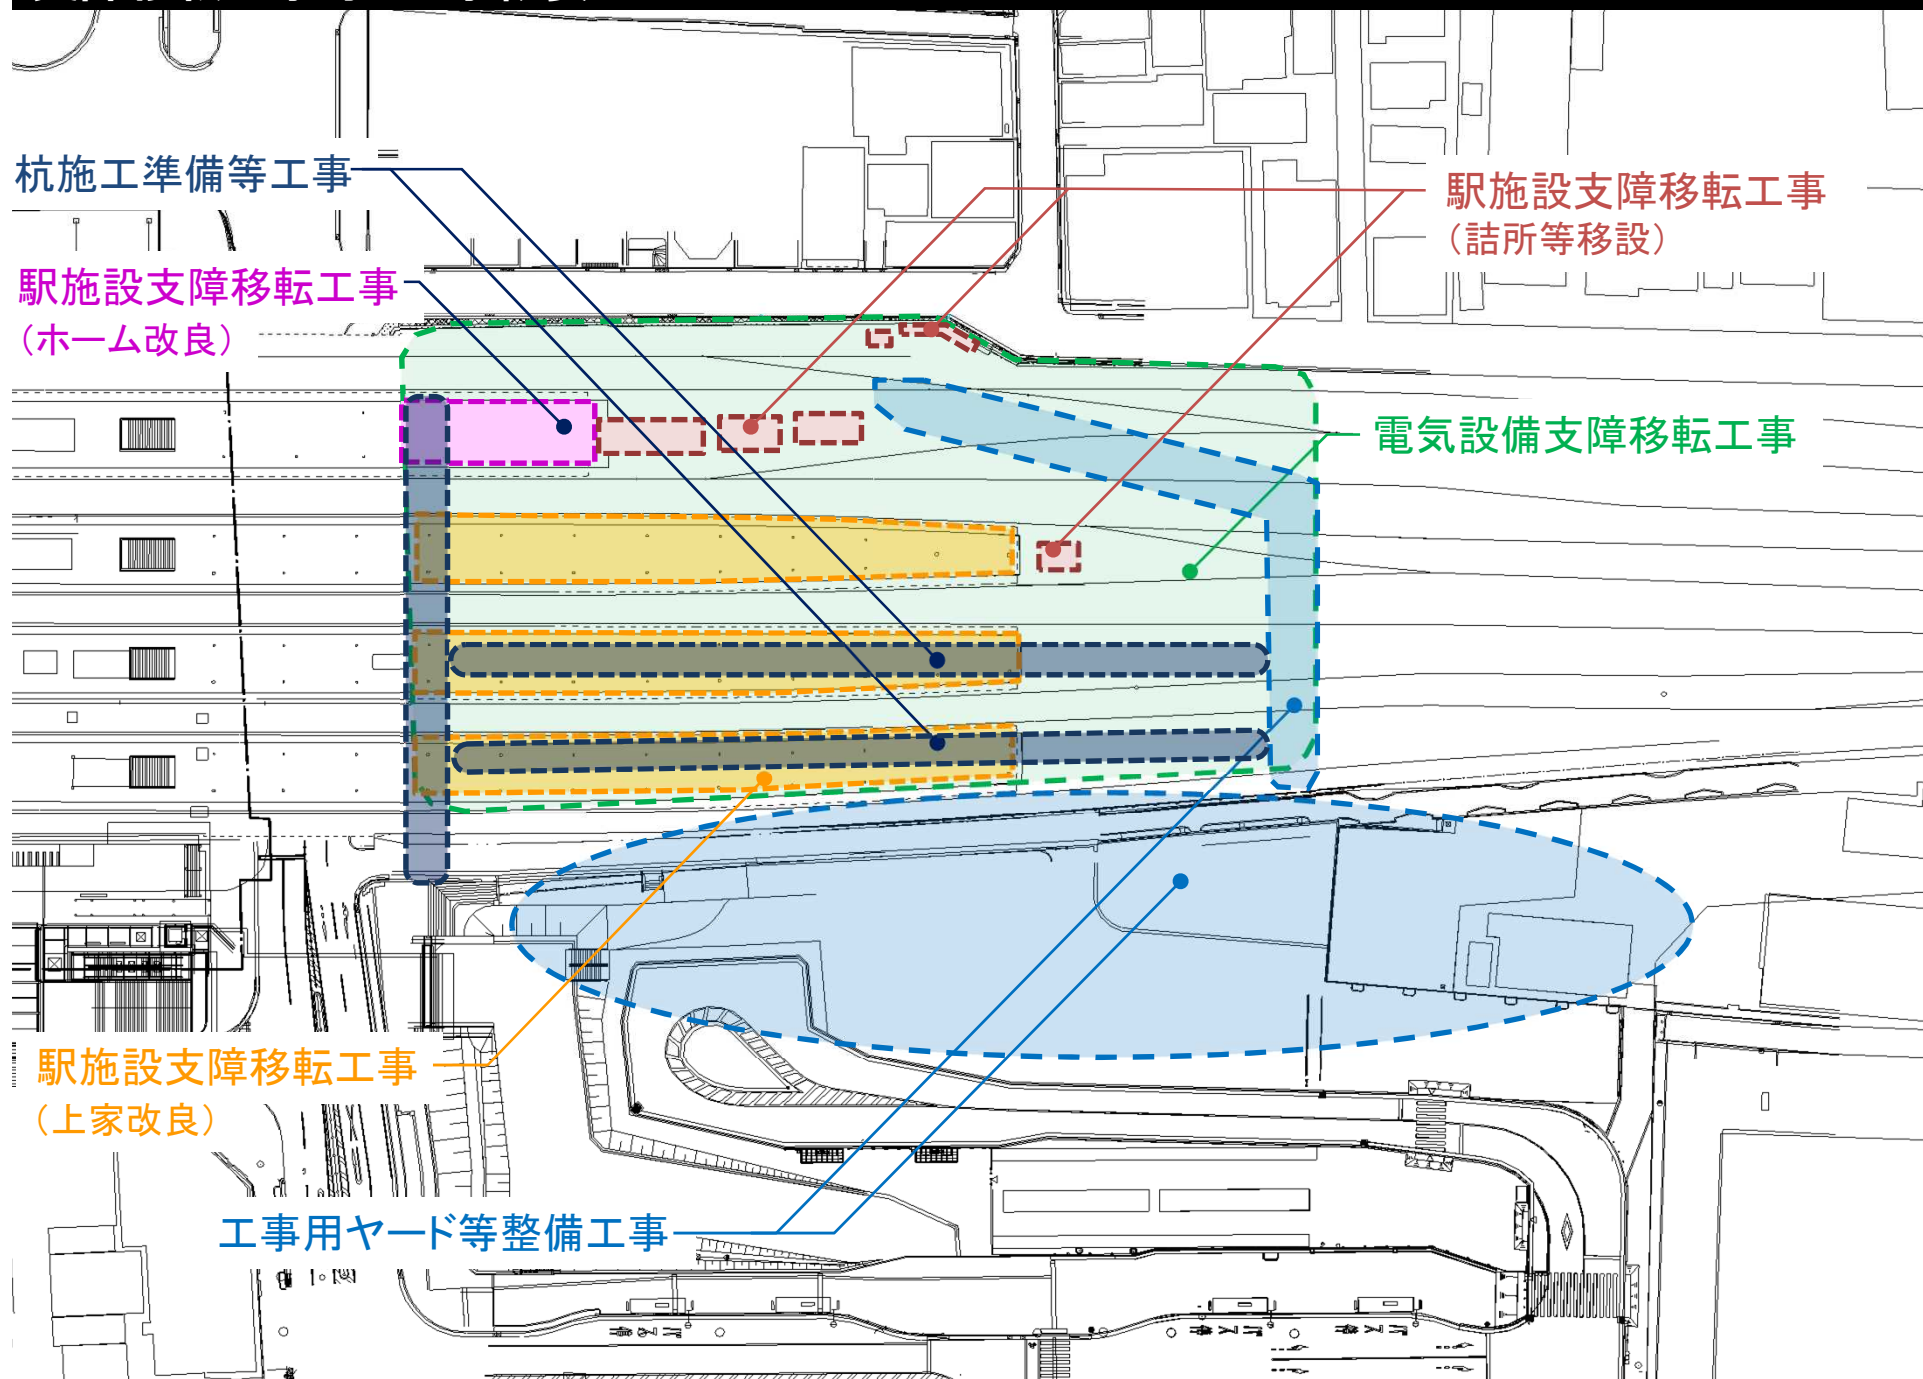 杭施工準備等工事
駅施設支障移転工事
(詰所等移設)
駅施設支障移転工事
(ホーム改良)
電気設備支障移転工事
駅施設支障移転工事
(上家改良)
工事用ヤード等整備工事